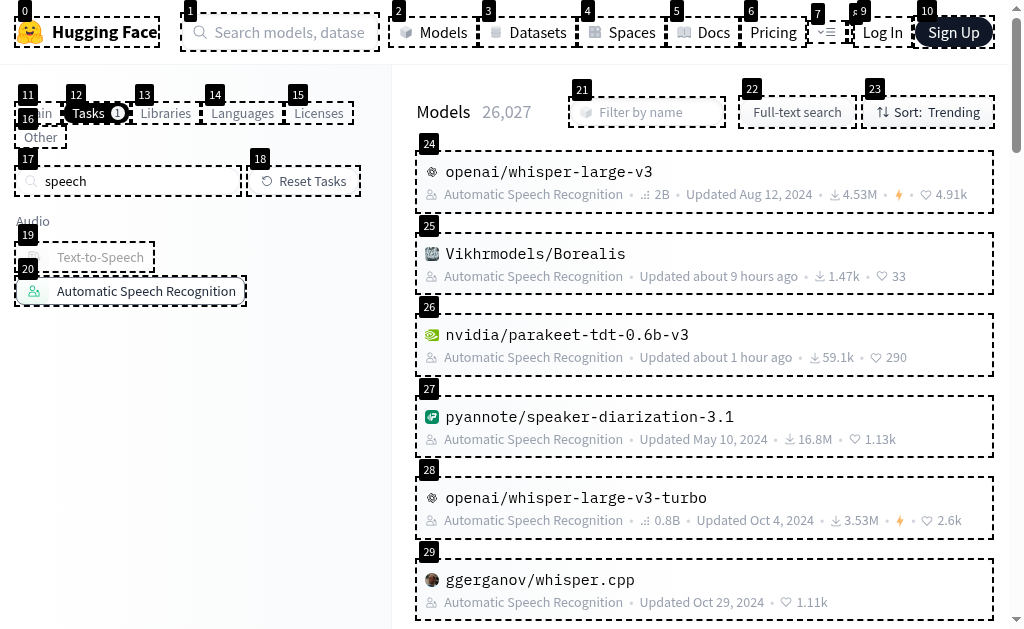 0 1 2 3 4 5 6 7 9 10
Hugging Face Search models, datase Models Datasets Spaces Docs Pricing Log In Sign Up
11 12 13 14 15
ain Tasks 1 Libraries Languages Licenses
16
Other
17 18
speech Reset Tasks
Audio
19
Text-to-Speech
20
Automatic Speech Recognition
21 22 23
Models 26,027 Filter by name Full-text search Sort: Trending
24
openai/whisper-large-v3
Automatic Speech Recognition • 2B • Updated Aug 12, 2024 • 4.53M • 4.91k
25
Vikhrmodels/Borealis
Automatic Speech Recognition • Updated about 9 hours ago • 1.47k • 33
26
nvidia/parakeet-tdt-0.6b-v3
Automatic Speech Recognition • Updated about 1 hour ago • 59.1k • 290
27
pyannote/speaker-diarization-3.1
Automatic Speech Recognition • Updated May 10, 2024 • 16.8M • 1.13k
28
openai/whisper-large-v3-turbo
Automatic Speech Recognition • 0.8B • Updated Oct 4, 2024 • 3.53M • 2.6k
29
ggerganov/whisper.cpp
Automatic Speech Recognition • Updated Oct 29, 2024 • 1.11k